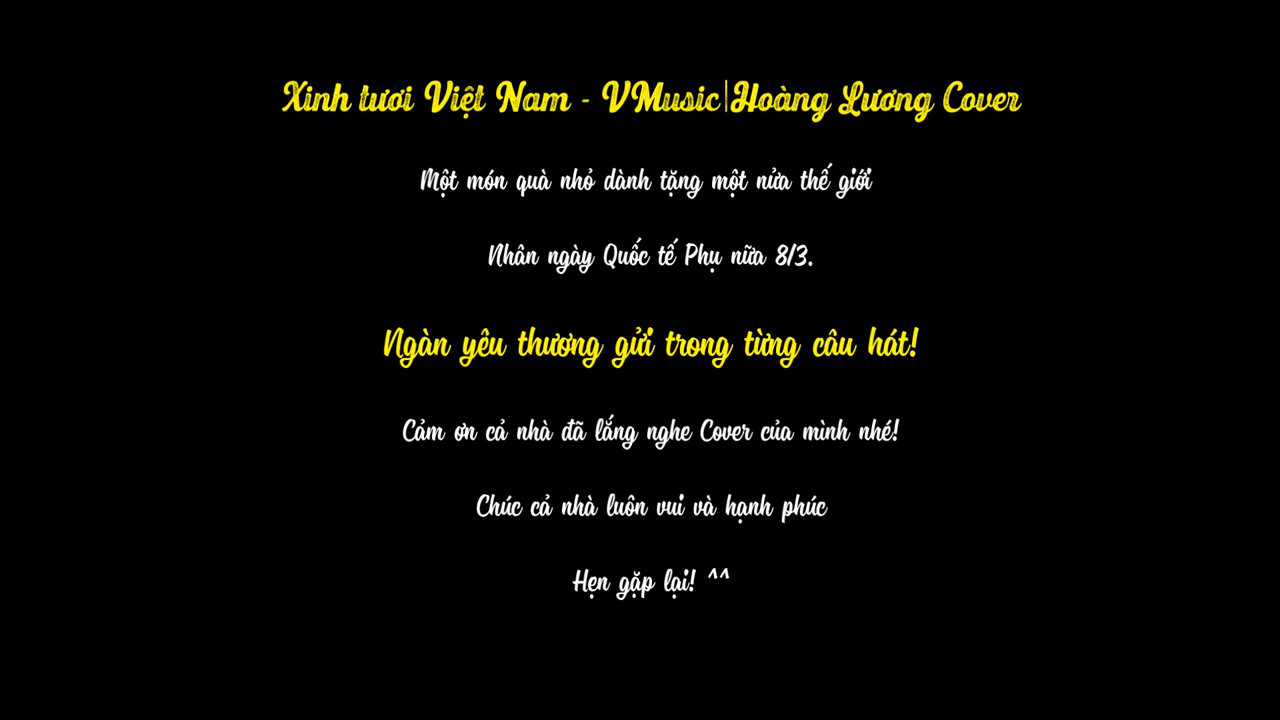 Xinh tươi Việt Nam - VMusic|Hoàng Lương Cover
Một món quà nhỏ dành tặng một nửa thế giới
Nhân ngày Quốc tế Phụ nữa 8/3.
Ngàn yêu thương gửi trong từng câu hát!
Cảm ơn cả nhà đã lắng nghe Cover của mình nhé!
Chúc cả nhà luôn vui và hạnh phúc
Hẹn gặp lại! ^^